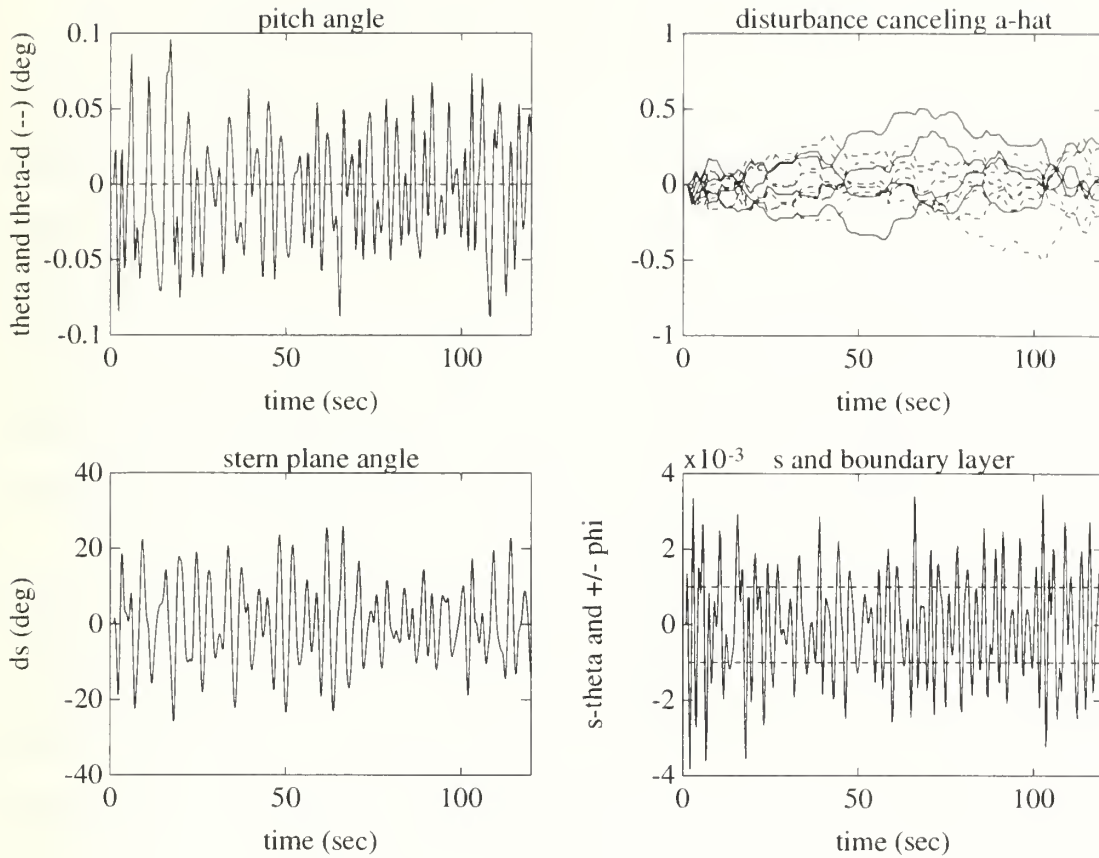 pitch angle
theta and theta-d (--) (deg)
0.1
0.05
0
-0.05
-0.1
0
50
100
time (sec)
disturbance canceling a-hat
1
0.5
0
-0.5
-1
0
50
100
time (sec)
stern plane angle
ds (deg)
40
20
0
-20
-40
0
50
100
time (sec)
x10-3 s and boundary layer
s-theta and +/- phi
4
2
0
-2
-4
0
50
100
time (sec)